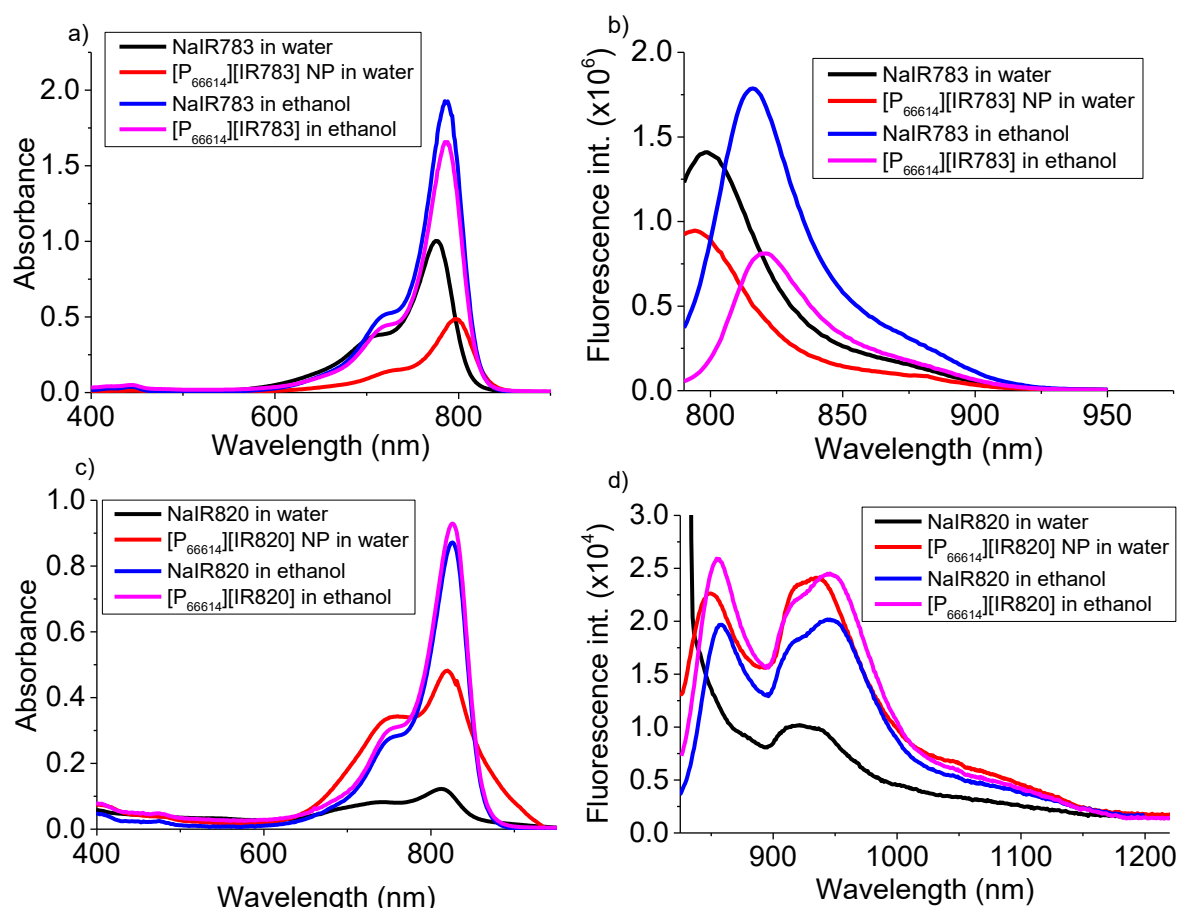 a)
NaIR783 in water
[P66614][IR783] NP in water
NaIR783 in ethanol
[P66614][IR783] in ethanol
2.5
2.0
1.5
1.0
0.5
0.0
Absorbance
400
600
800
Wavelength (nm)
b)
NaIR783 in water
[P66614][IR783] NP in water
NaIR783 in ethanol
[P66614][IR783] in ethanol
2.0
1.5
1.0
0.5
0.0
Fluorescence int. (x10⁶)
800
850
900
950
Wavelength (nm)
c)
NaIR820 in water
[P66614][IR820] NP in water
NaIR820 in ethanol
[P66614][IR820] in ethanol
1.0
0.8
0.6
0.4
0.2
0.0
Absorbance
400
600
800
Wavelength (nm)
d)
NaIR820 in water
[P66614][IR820] NP in water
NaIR820 in ethanol
[P66614][IR820] in ethanol
3.0
2.5
2.0
1.5
1.0
0.5
0.0
Fluorescence int. (x10⁴)
900
1000
1100
1200
Wavelength (nm)